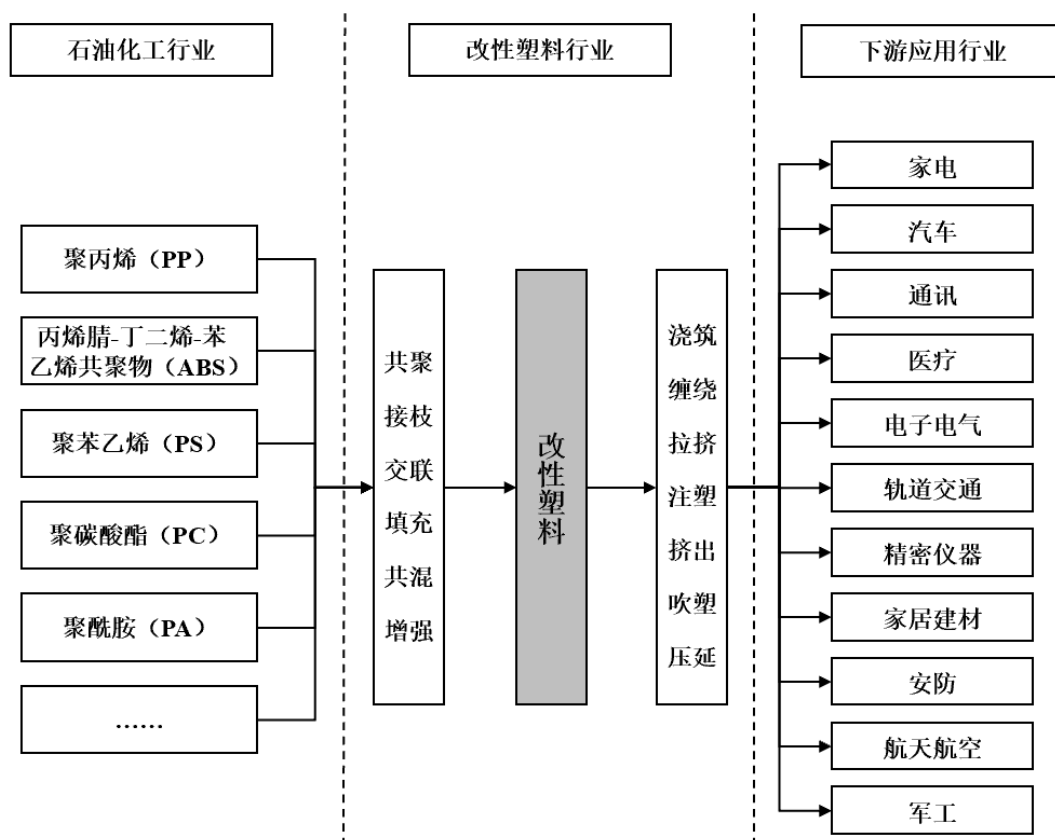 石油化工行业
改性塑料行业
下游应用行业
聚丙烯（PP）
丙烯腈-丁二烯-苯
乙烯共聚物（ABS）
聚苯乙烯（PS）
聚碳酸酯（PC）
聚酰胺（PA）
……
共聚
接枝
交联
填充
共混
增强
改性塑料
浇筑
缠绕
拉挤
注塑
挤出
吹塑
压延
家电
汽车
通讯
医疗
电子电气
轨道交通
精密仪器
家居建材
安防
航天航空
军工